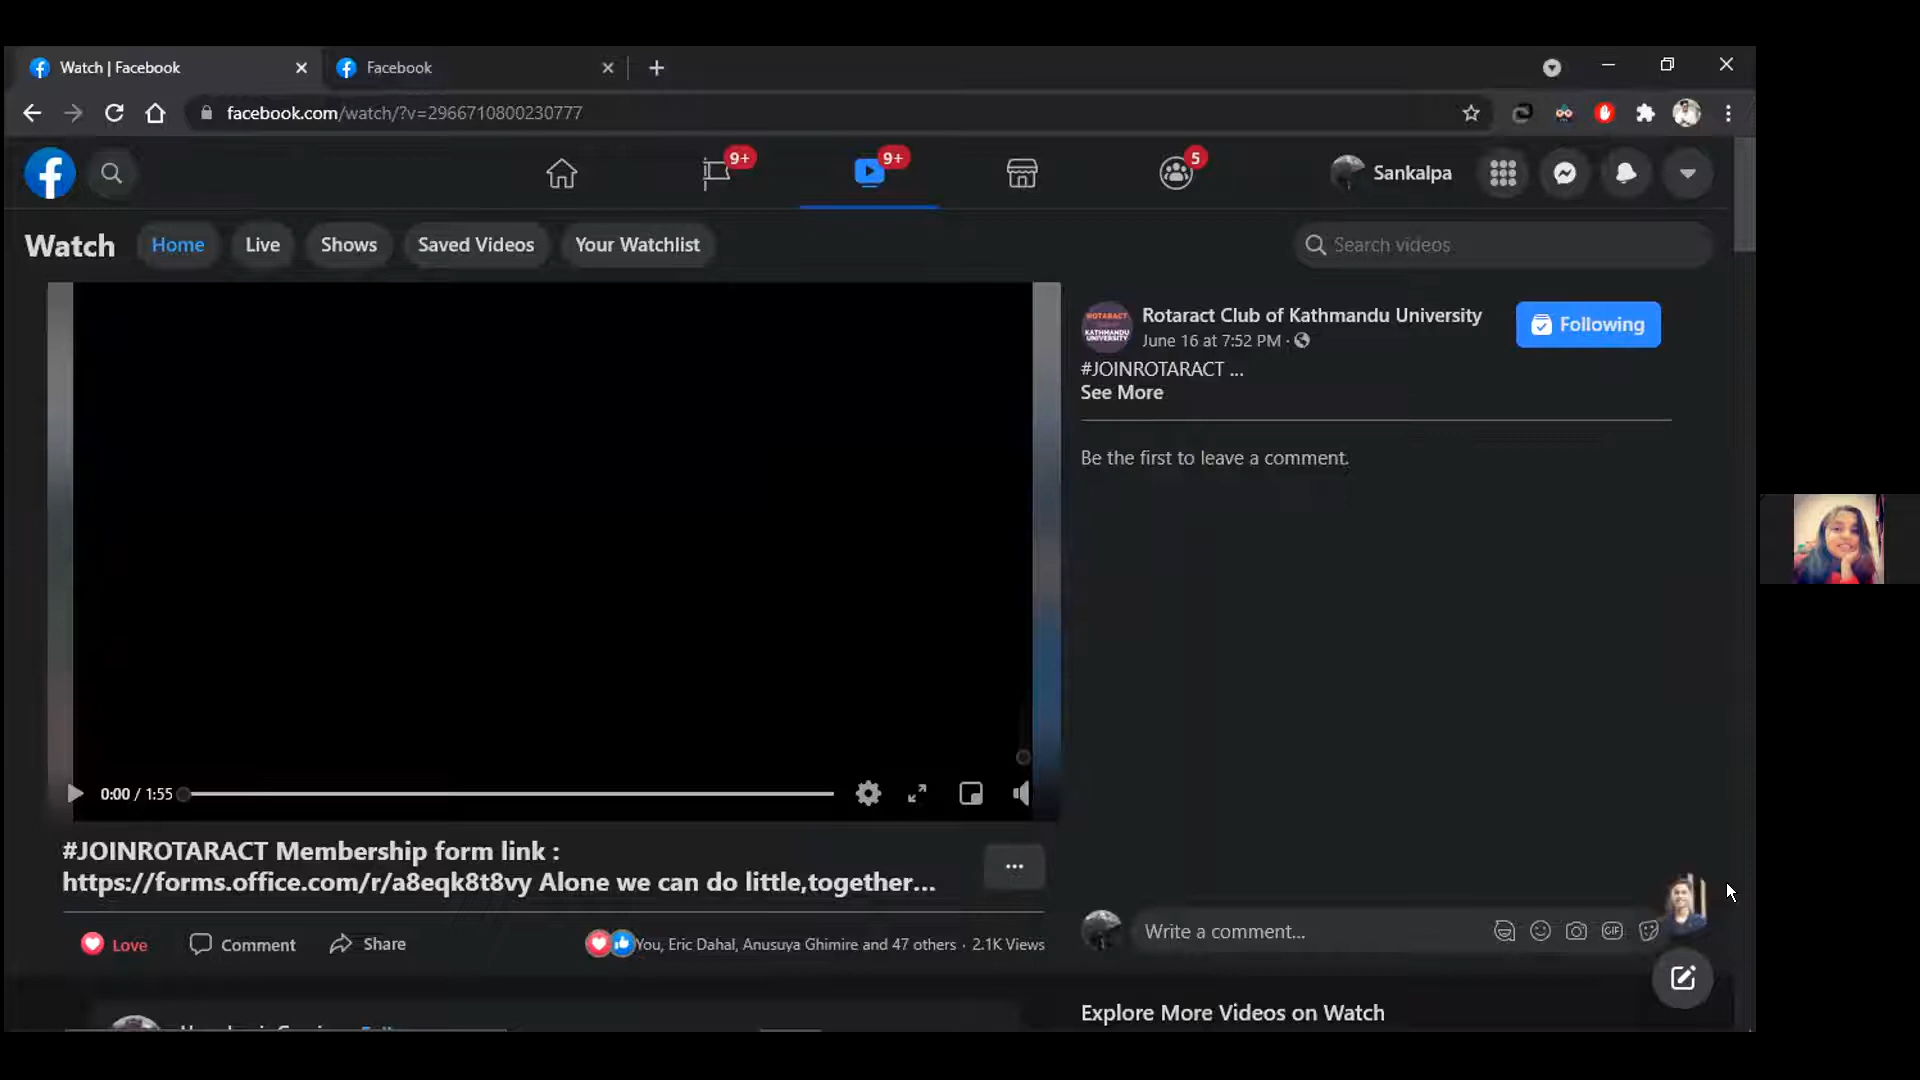 Watch | Facebook
Facebook
facebook.com/watch/?v=2966710800230777
9+
9+
5
Sankalpa
Watch
Home
Live
Shows
Saved Videos
Your Watchlist
Search videos
ROTARACT
KATHMANDU
UNIVERSITY
Rotaract Club of Kathmandu University
Following
June 16 at 7:52 PM ·
#JOINROTARACT ...
See More
Be the first to leave a comment.
0:00 / 1:55
#JOINROTARACT Membership form link :
https://forms.office.com/r/a8eqk8t8vy Alone we can do little,together...
...
Love
Comment
Share
You, Eric Dahal, Anusuya Ghimire and 47 others · 2.1K Views
Write a comment...
GIF
Explore More Videos on Watch